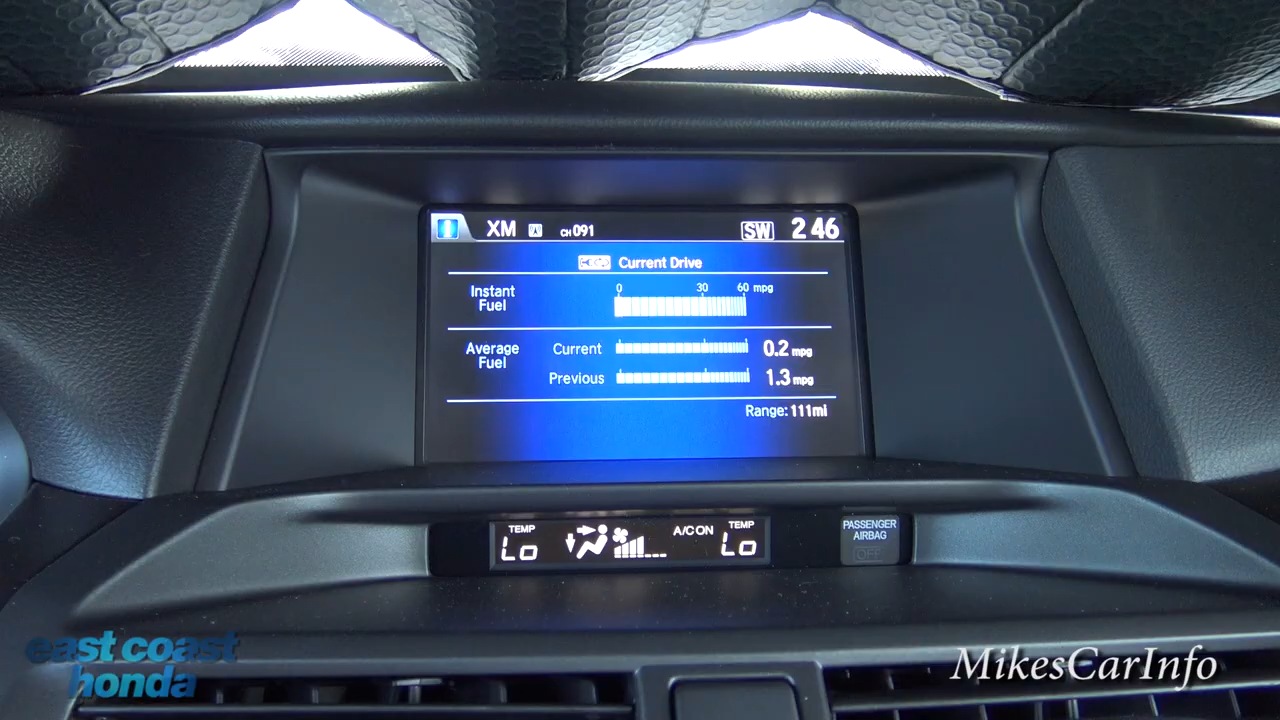 XM CH 091 SW 2 46
Current Drive
Instant Fuel 0 30 60 mpg
Average Fuel Current 0.2 mpg
Previous 1.3 mpg
Range: 111mi
TEMP Lo A/C ON TEMP Lo
PASSENGER AIRBAG OFF
east coast honda
MikesCarInfo